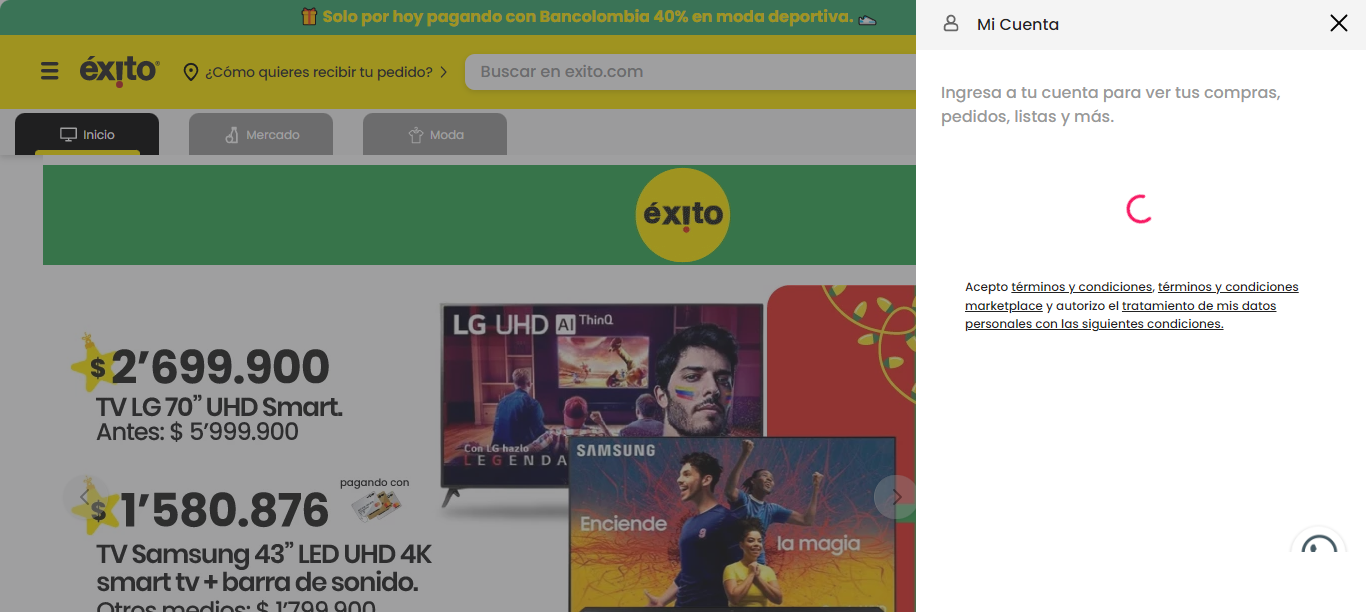 Solo por hoy pagando con Bancolombia 40% en moda deportiva.
Mi Cuenta
éxito
¿Cómo quieres recibir tu pedido?
Buscar en exito.com
Inicio
Mercado
Moda
Ingresa a tu cuenta para ver tus compras,
pedidos, listas y más.
éxito
Acepto términos y condiciones, términos y condiciones
marketplace y autorizo el tratamiento de mis datos
personales con las siguientes condiciones.
$2’699.900
TV LG 70” UHD Smart.
Antes: $ 5’999.900
LG UHD AI ThinQ
Con LG hazlo
LEGENDA
pagando con
$1’580.876
TV Samsung 43” LED UHD 4K
smart tv + barra de sonido.
Otros medios: $ 1’799.900
SAMSUNG
Enciende
la magia